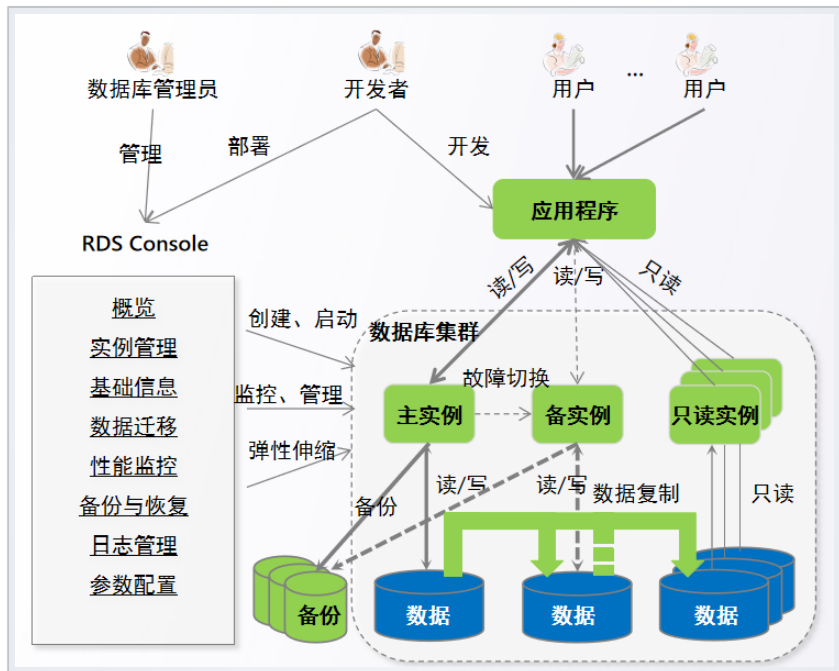 数据库管理员
开发者
用户
...
用户
管理
部署
开发
应用程序
RDS Console
概览
实例管理
基础信息
数据迁移
性能监控
备份与恢复
日志管理
参数配置
创建、启动
监控、管理
弹性伸缩
读/写
读/写
只读
数据库集群
故障切换
主实例
备实例
只读实例
备份
读/写
读/写
数据复制
只读
备份
数据
数据
数据